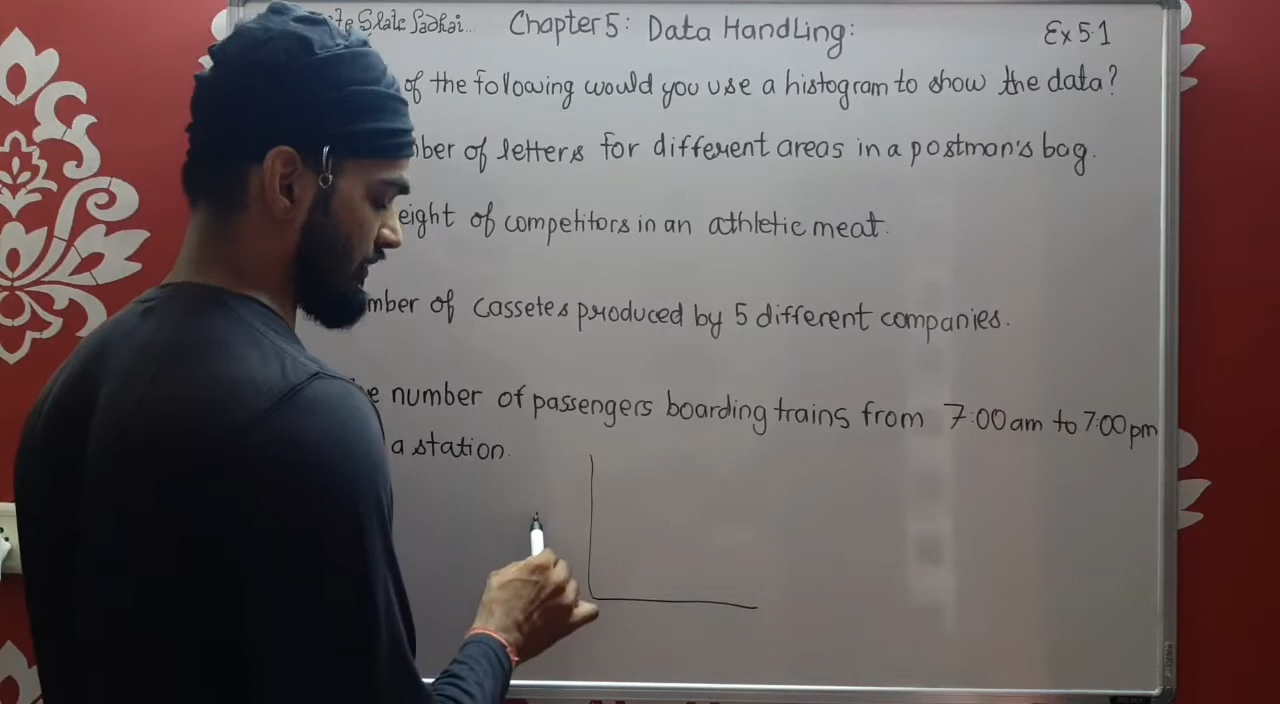 Slate Padhai... Chapter 5: Data Handling: Ex 5.1
of the following would you use a histogram to show the data?
ber of letters for different areas in a postman's bag.
eight of competitors in an athletic meat.
mber of cassetes produced by 5 different companies.
e number of passengers boarding trains from 7:00 am to 7:00 pm
a station.